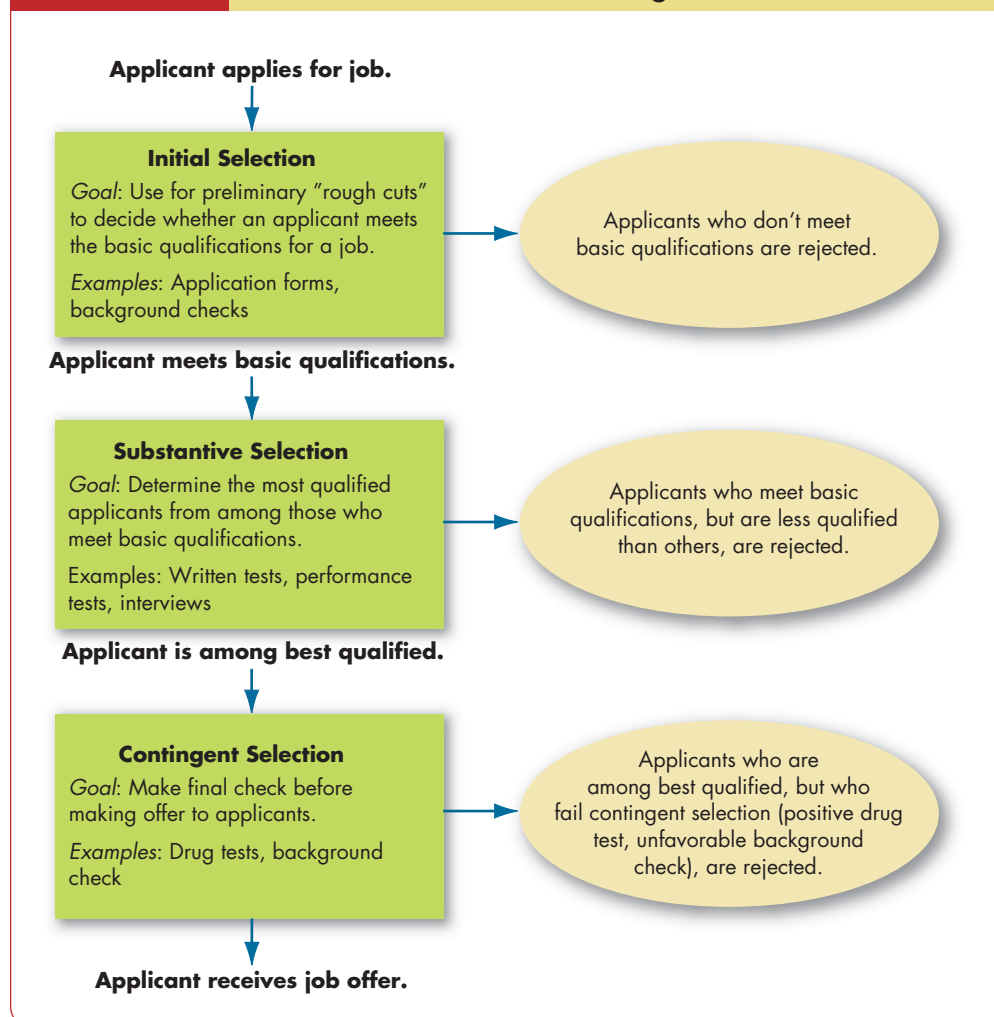 Applicant applies for job.
Initial Selection
Goal: Use for preliminary “rough cuts”
to decide whether an applicant meets
the basic qualifications for a job.
Examples: Application forms,
background checks
Applicants who don’t meet
basic qualifications are rejected.
Applicant meets basic qualifications.
Substantive Selection
Goal: Determine the most qualified
applicants from among those who
meet basic qualifications.
Examples: Written tests, performance
tests, interviews
Applicants who meet basic
qualifications, but are less qualified
than others, are rejected.
Applicant is among best qualified.
Contingent Selection
Goal: Make final check before
making offer to applicants.
Examples: Drug tests, background
check
Applicants who are
among best qualified, but who
fail contingent selection (positive drug
test, unfavorable background
check), are rejected.
Applicant receives job offer.